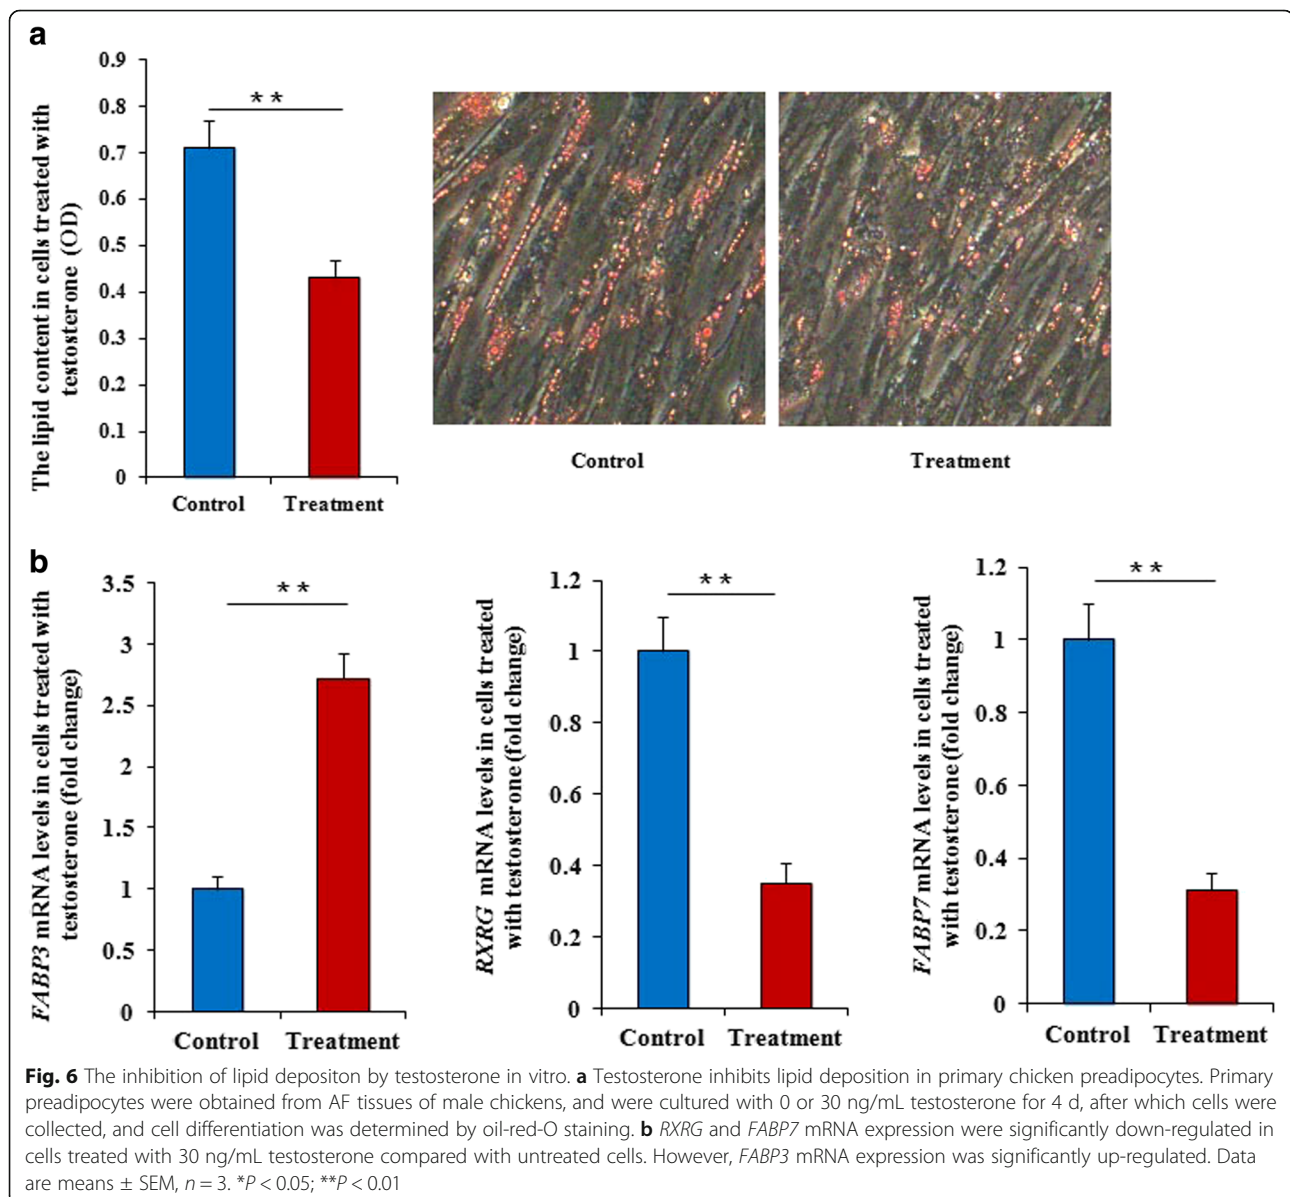 a
The lipid content in cells treated with
testosterone (OD)
0.9
0.8
0.7
0.6
0.5
0.4
0.3
0.2
0.1
0
**
Control
Treatment
Control
Treatment
b
FABP3 mRNA levels in cells treated with
testosterone (fold change)
3.5
3
2.5
2
1.5
1
0.5
0
**
Control
Treatment
RXRG mRNA levels in cells treated
with testosterone (fold change)
1.2
1
0.8
0.6
0.4
0.2
0
**
Control
Treatment
FABP7 mRNA levels in cells treated
with testosterone (fold change)
1.2
1
0.8
0.6
0.4
0.2
0
**
Control
Treatment
Fig. 6 The inhibition of lipid depositon by testosterone in vitro. a Testosterone inhibits lipid deposition in primary chicken preadipocytes. Primary
preadipocytes were obtained from AF tissues of male chickens, and were cultured with 0 or 30 ng/mL testosterone for 4 d, after which cells were
collected, and cell differentiation was determined by oil-red-O staining. b RXRG and FABP7 mRNA expression were significantly down-regulated in
cells treated with 30 ng/mL testosterone compared with untreated cells. However, FABP3 mRNA expression was significantly up-regulated. Data
are means ± SEM, n = 3. *P < 0.05; **P < 0.01